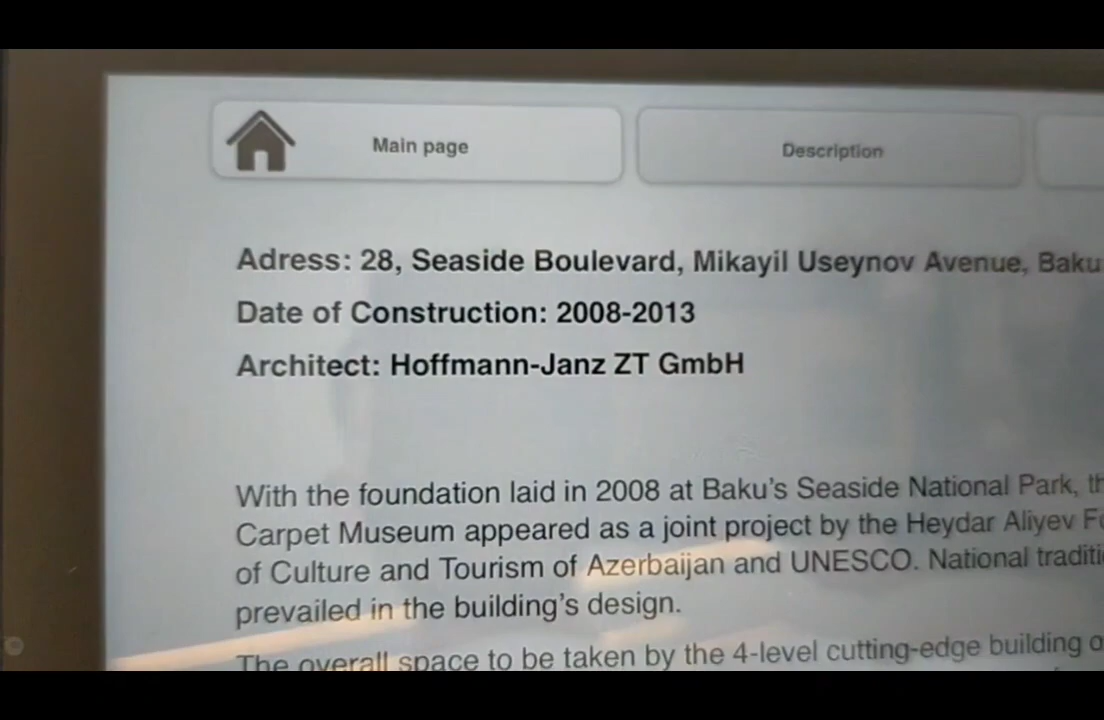 Main page
Description
Adress: 28, Seaside Boulevard, Mikayil Useynov Avenue, Baku
Date of Construction: 2008-2013
Architect: Hoffmann-Janz ZT GmbH
With the foundation laid in 2008 at Baku's Seaside National Park,
Carpet Museum appeared as a joint project by the Heydar Aliyev
of Culture and Tourism of Azerbaijan and UNESCO. National
prevailed in the building's design.
The overall space to be taken by the 4-level cutting-edge building